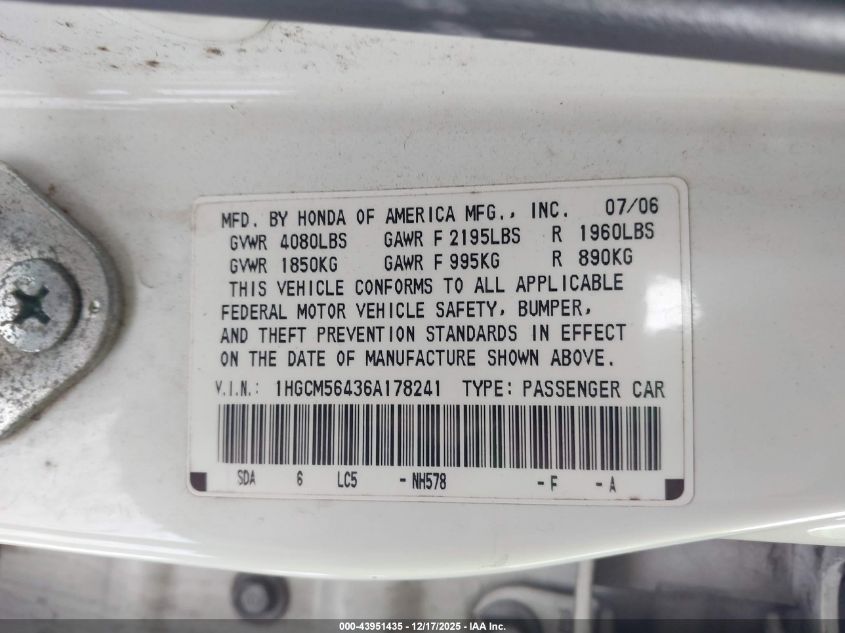 MFD. BY HONDA OF AMERICA MFG., INC. 07/06
GVWR 4080LBS GAWR F 2195LBS R 1960LBS
GVWR 1850KG GAWR F 995KG R 890KG
THIS VEHICLE CONFORMS TO ALL APPLICABLE
FEDERAL MOTOR VEHICLE SAFETY, BUMPER,
AND THEFT PREVENTION STANDARDS IN EFFECT
ON THE DATE OF MANUFACTURE SHOWN ABOVE.
V.I.N.: 1HGCM56436A178241 TYPE: PASSENGER CAR
SDA 6 LC5 -NH578 -F -A
000-43951435 - 12/17/2025 - IAA Inc.